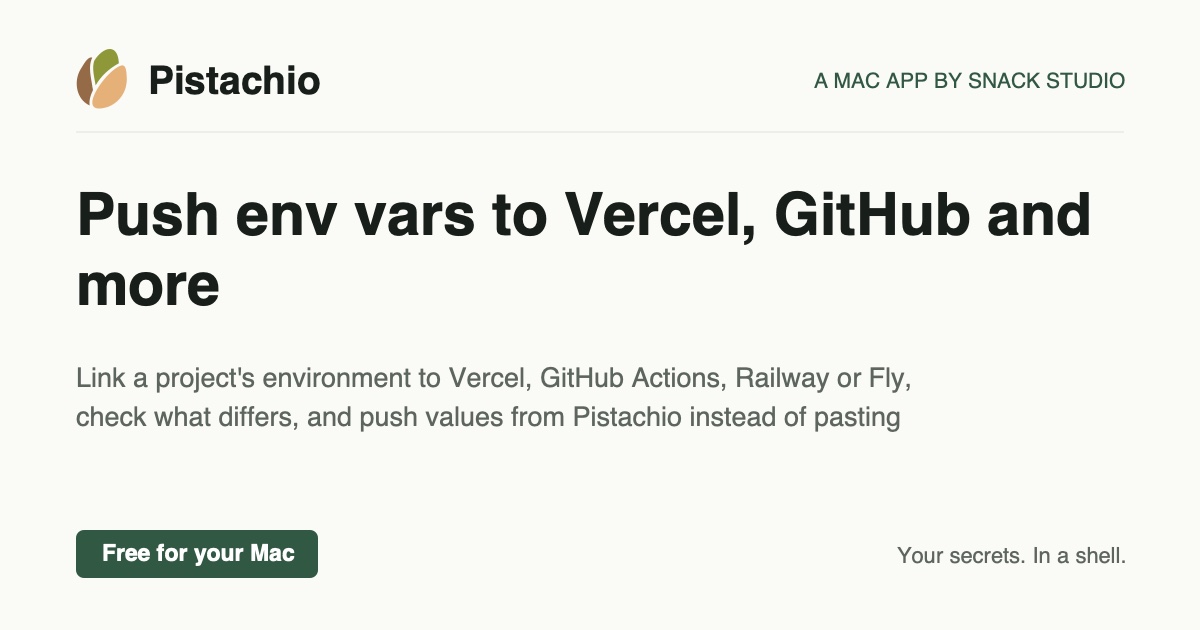 Pistachio
A MAC APP BY SNACK STUDIO
Push env vars to Vercel, GitHub and
more
Link a project's environment to Vercel, GitHub Actions, Railway or Fly,
check what differs, and push values from Pistachio instead of pasting
Free for your Mac
Your secrets. In a shell.